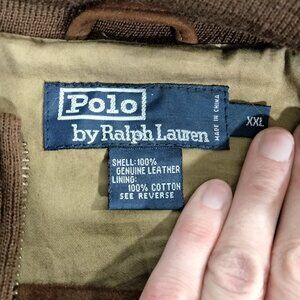 Polo
by Ralph Lauren
MADE IN CHINA
XXL
SHELL:100%
GENUINE LEATHER
LINING:
100% COTTON
SEE REVERSE